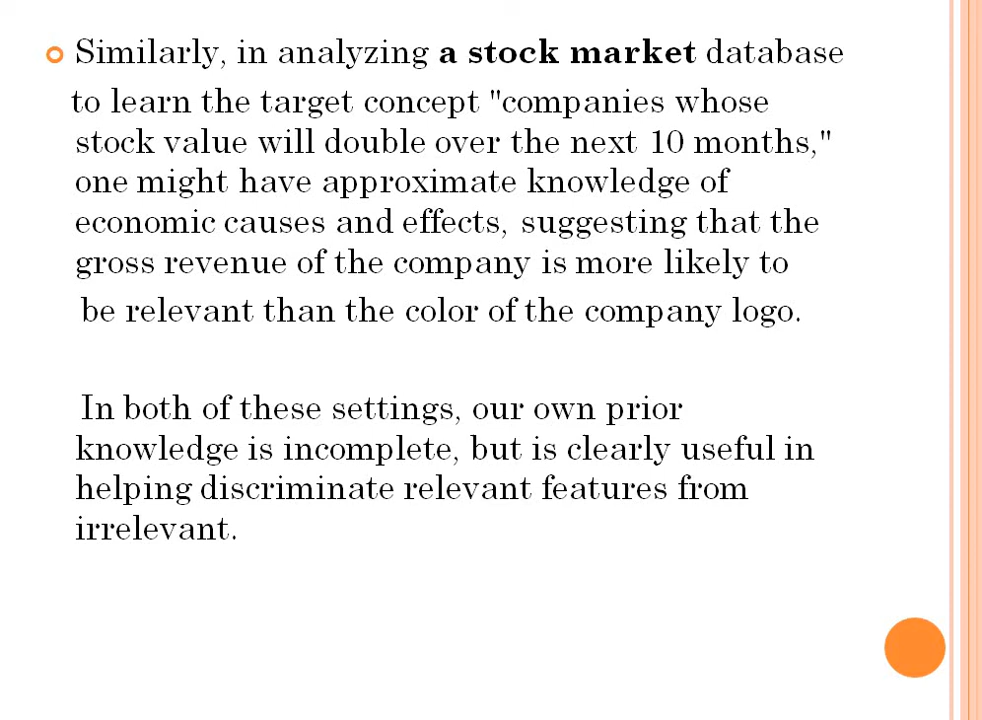 Similarly, in analyzing a stock market database
to learn the target concept "companies whose
stock value will double over the next 10 months,"
one might have approximate knowledge of
economic causes and effects, suggesting that the
gross revenue of the company is more likely to
be relevant than the color of the company logo.
In both of these settings, our own prior
knowledge is incomplete, but is clearly useful in
helping discriminate relevant features from
irrelevant.